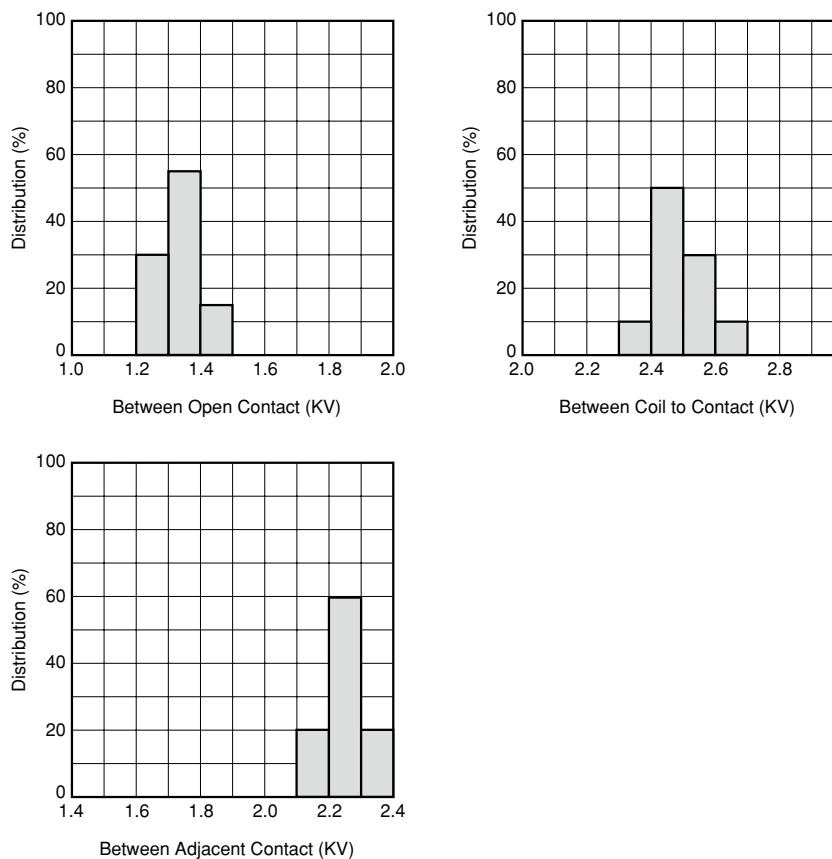 100
80
60
40
20
0
Distribution (%)
1.0 1.2 1.4 1.6 1.8 2.0
Between Open Contact (KV)
100
80
60
40
20
0
Distribution (%)
2.0 2.2 2.4 2.6 2.8
Between Coil to Contact (KV)
100
80
60
40
20
0
Distribution (%)
1.4 1.6 1.8 2.0 2.2 2.4
Between Adjacent Contact (KV)